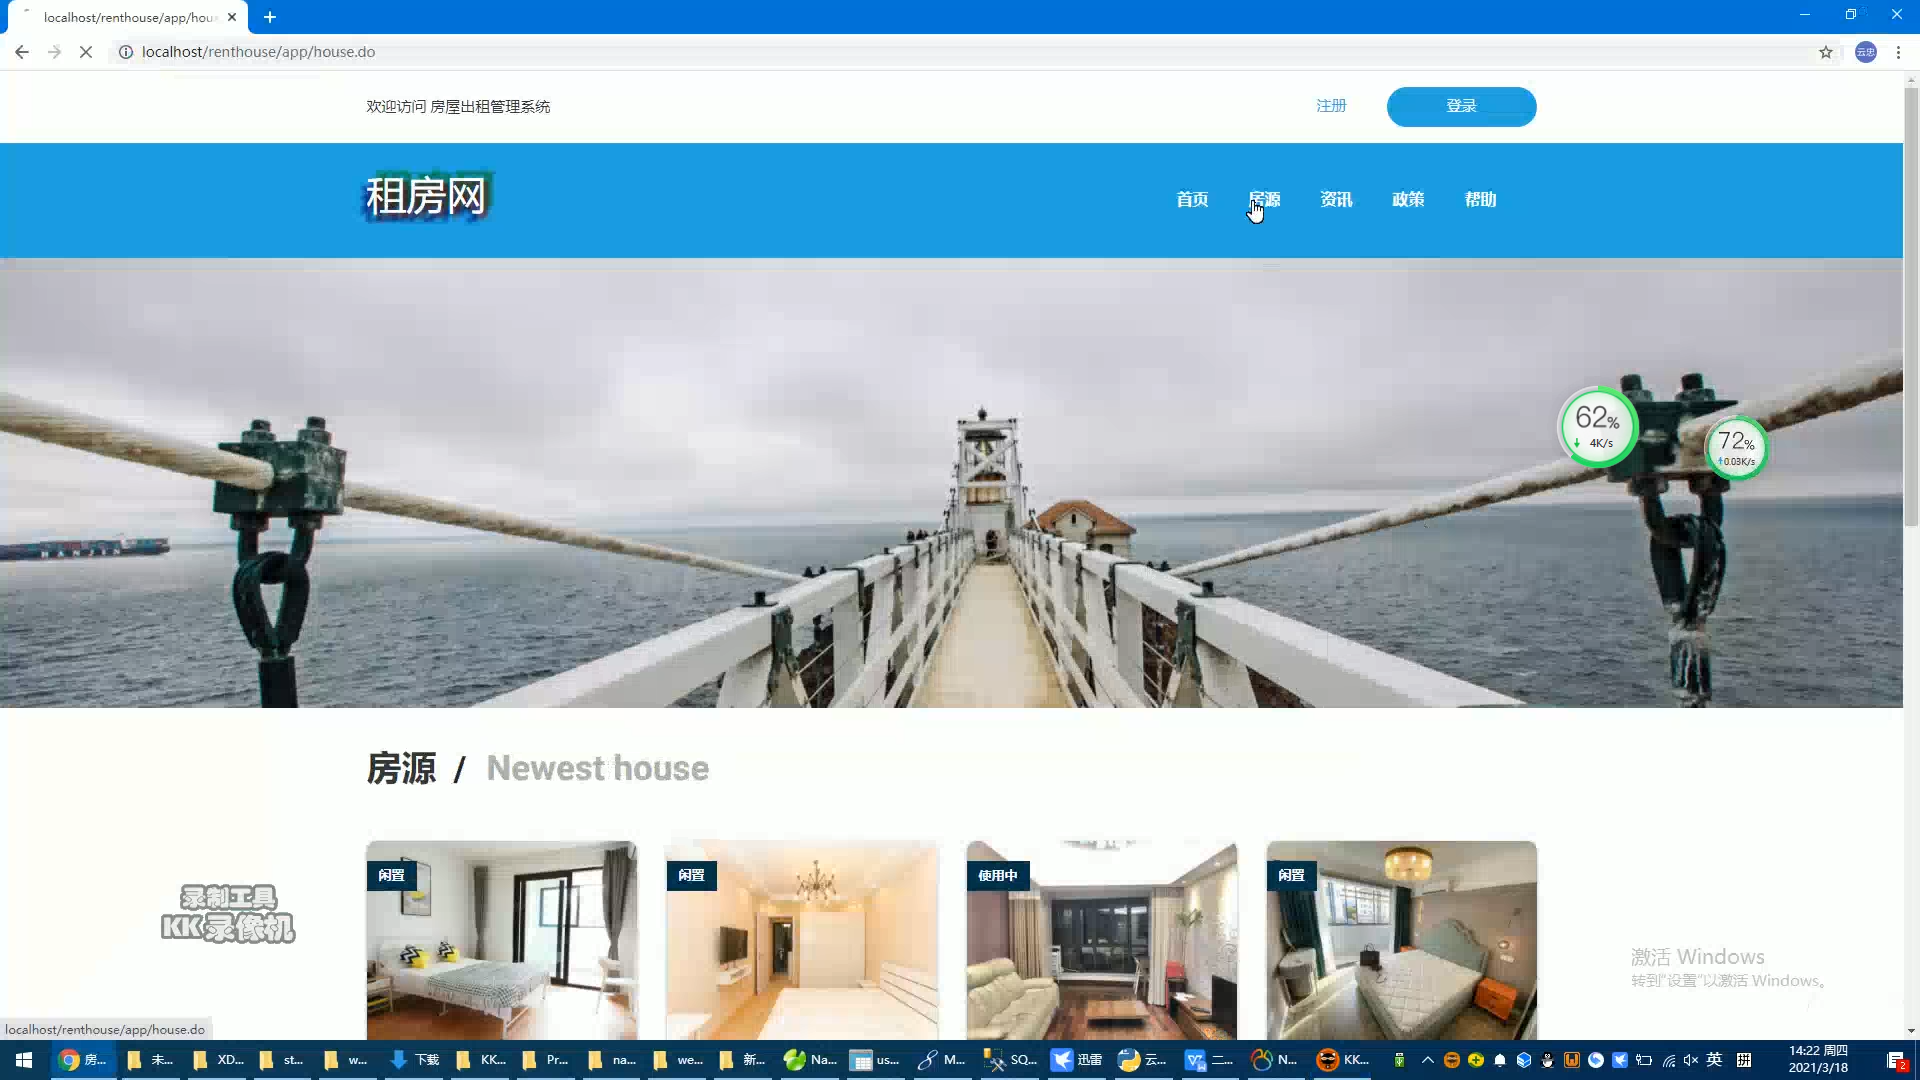 localhost/renthouse/app/hou
localhost/renthouse/app/house.do
云忠
欢迎访问 房屋出租管理系统
注册
登录
租房网
首页
房源
资讯
政策
帮助
HANJIN
62%
4K/s
72%
0.03K/s
房源 / Newest house
闲置
闲置
使用中
闲置
录制工具
KK录像机
激活 Windows
转到"设置"以激活 Windows。
localhost/renthouse/app/house.do
房...
未...
XD...
st...
w...
下载
KK...
Pr...
na...
we...
新...
Na...
us...
M...
SQ...
迅雷
云...
二...
N...
KK...
英
拼
14:22 周四
2021/3/18
2